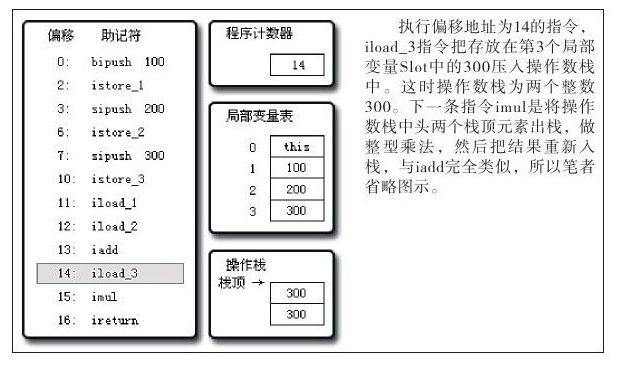 偏移 助记符
0: bipush 100
2: istore_1
3: sipush 200
6: istore_2
7: sipush 300
10: istore_3
11: iload_1
12: iload_2
13: iadd
14: iload_3
15: imul
16: ireturn
程序计数器
14
局部变量表
0 this
1 100
2 200
3 300
操作栈
栈顶 →
300
300
执行偏移地址为14的指令，
iload_3指令把存放在第3个局部
变量Slot中的300压入操作数栈
中。这时操作数栈为两个整数
300。下一条指令imul是将操作
数栈中头两个栈顶元素出栈，做
整型乘法，然后把结果重新入
栈，与iadd完全类似，所以笔者
省略图示。